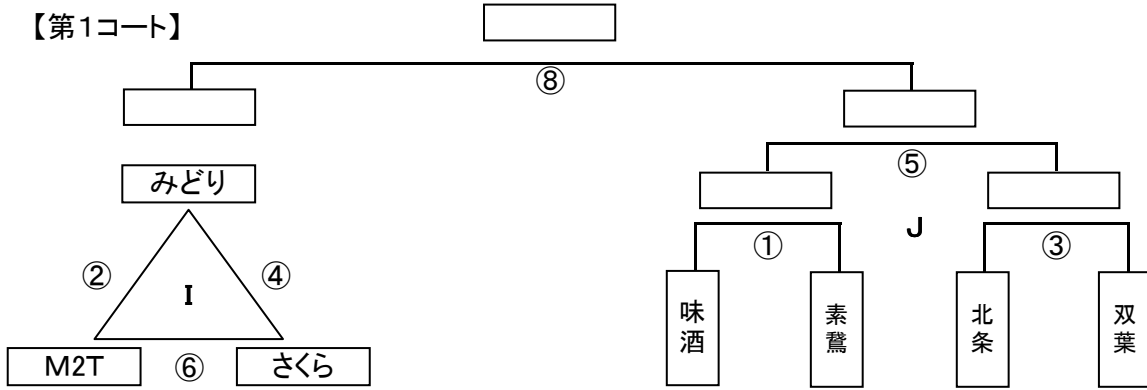 【第1コート】
⑧
⑤
みどり
J
①
③
②
④
I
味酒
素鵞
北条
双葉
M2T
⑥
さくら